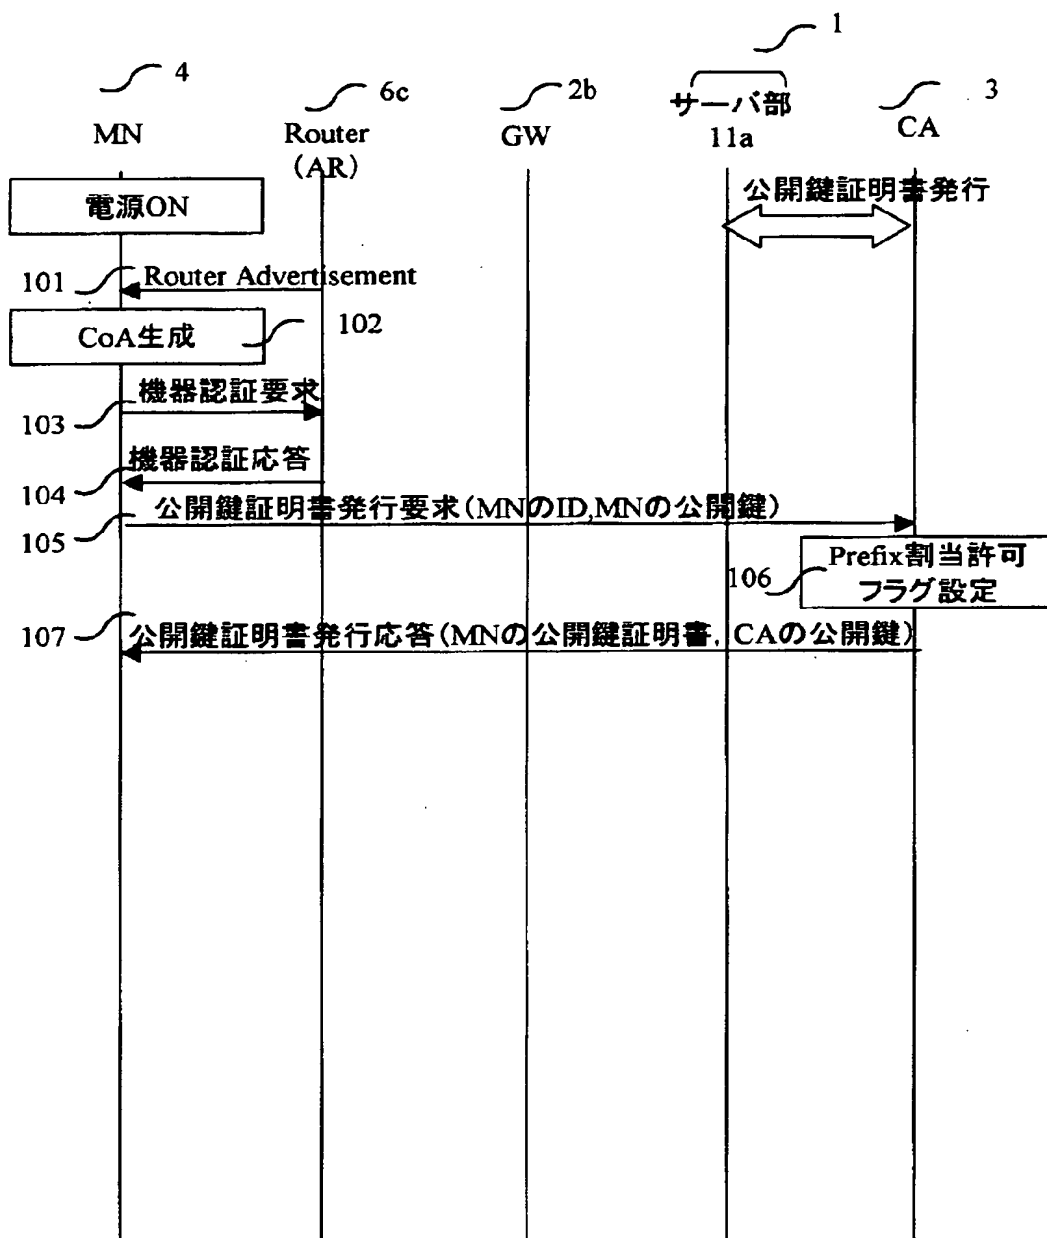 1
4
6c
2b
3
MN
Router
(AR)
GW
サーバ部
11a
CA
電源ON
公開鍵証明書発行
101
Router Advertisement
CoA生成
102
機器認証要求
103
機器認証応答
104
公開鍵証明書発行要求(MNのID,MNの公開鍵)
105
Prefix割当許可
フラグ設定
106
107
公開鍵証明書発行応答(MNの公開鍵証明書, CAの公開鍵)